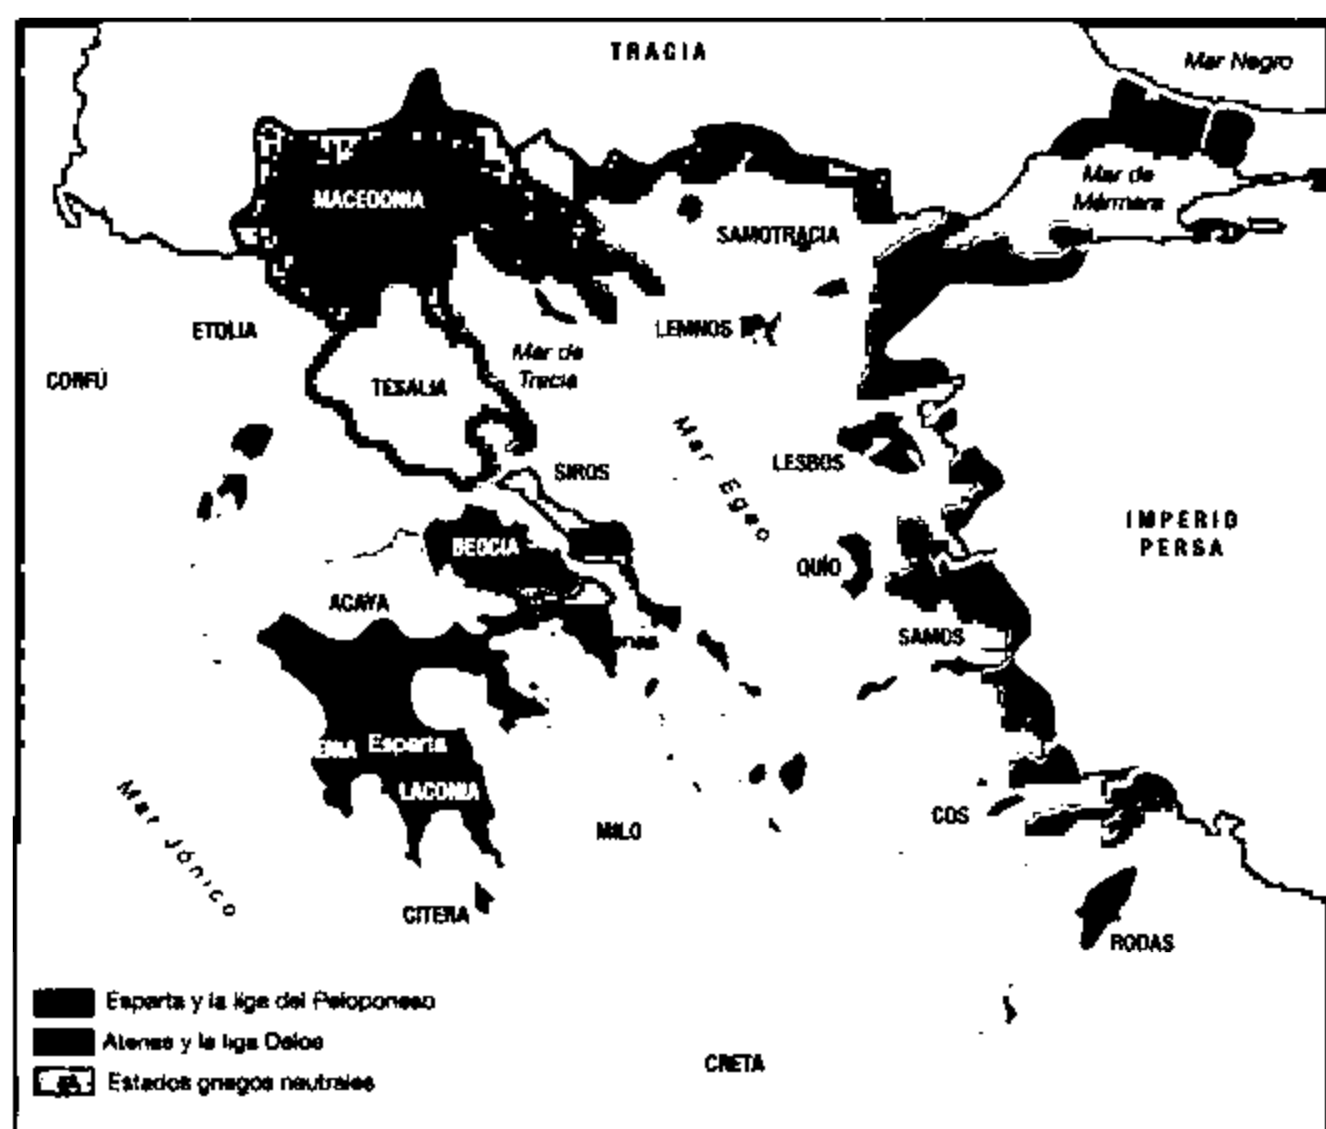 TRACIA
Mar Negro
Mar de
Mármara
MACEDONIA
SAMOTRACIA
ETOLIA
LEMNOS
Mar de
Tracia
CORFÚ
TESALIA
Mar Egeo
LESBOS
SIROS
IMPERIO
PERSA
BEOCIA
QUÍO
ACAYA
SAMOS
enas
ENIA
Esparta
LACONIA
Mar Jónico
MILO
COS
CITERA
RODAS
Esparta y la liga del Peloponeso
Atenas y la liga Delos
Estados griegos neutrales
CRETA